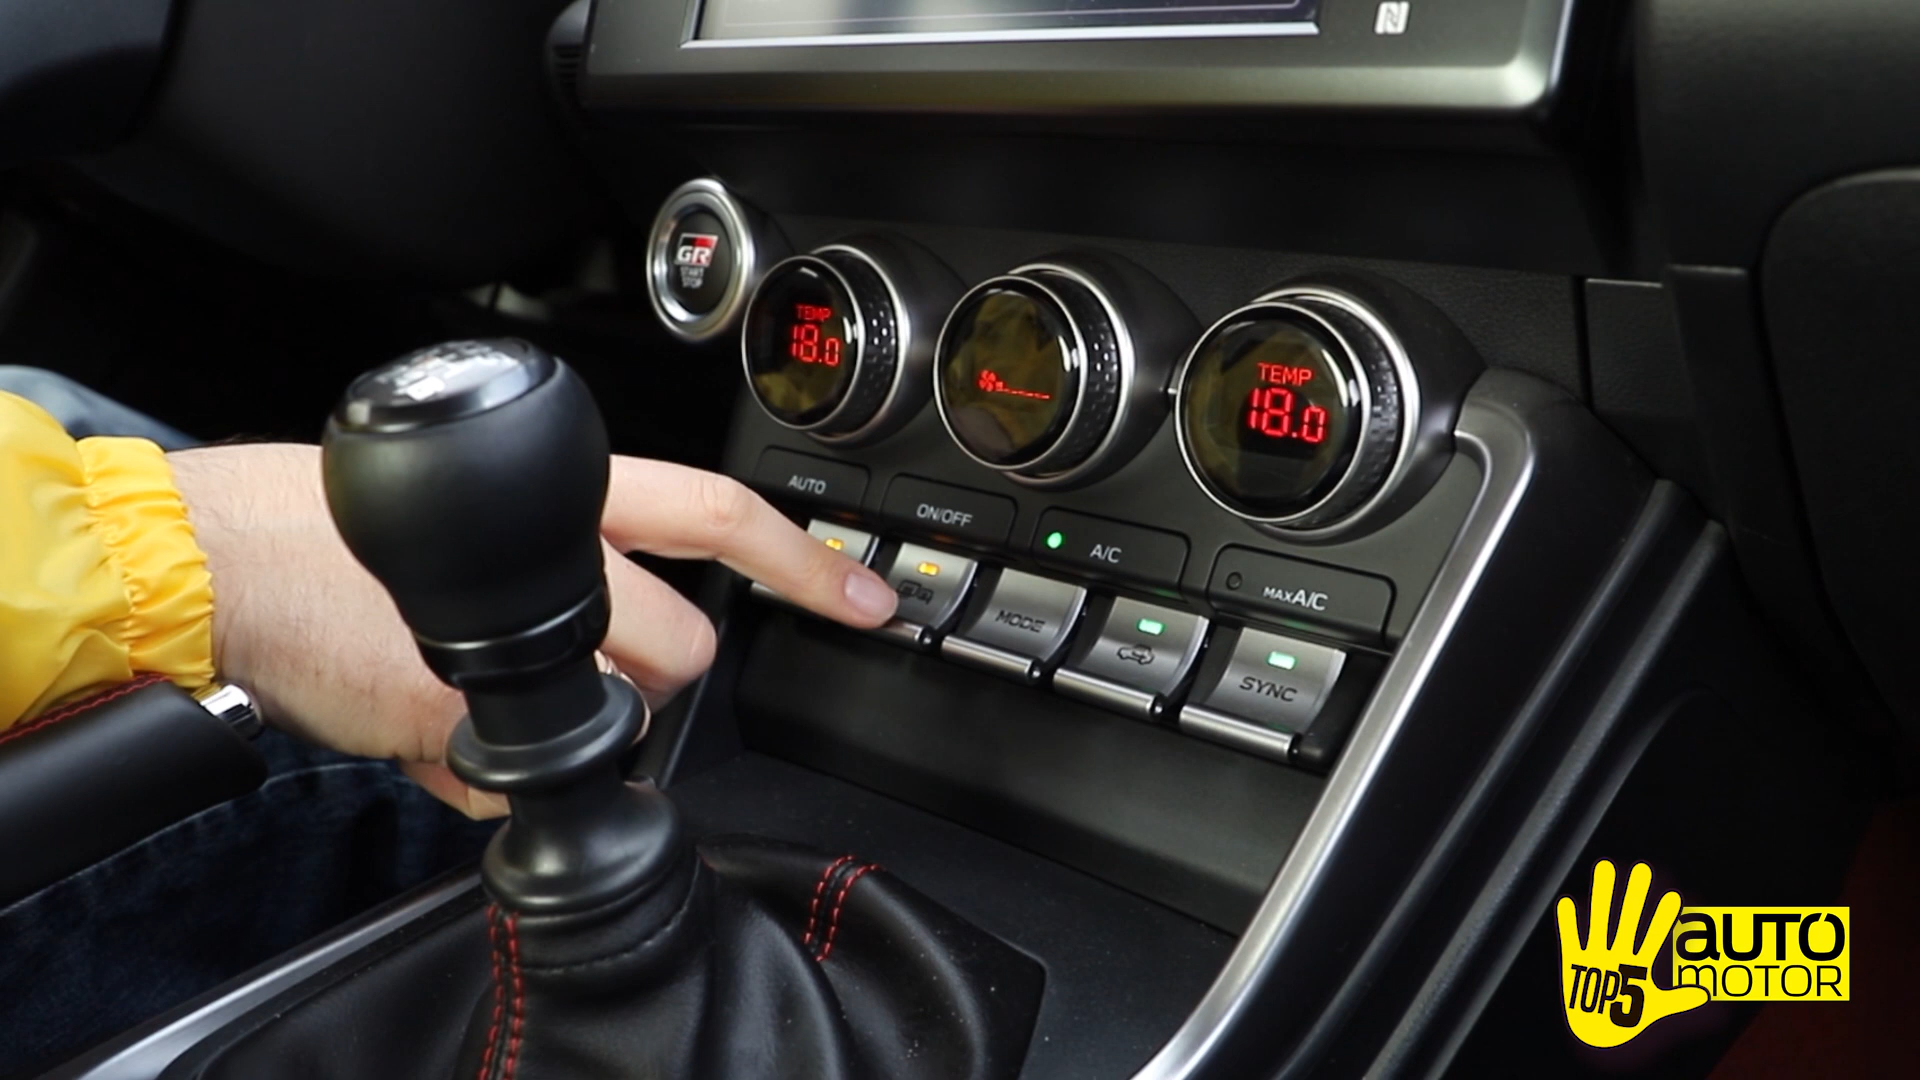 GR
START
STOP
TEMP
18.0
TEMP
18.0
AUTO
ON/OFF
A/C
MAX A/C
MODE
SYNC
TOP5
AUTO
MOTOR